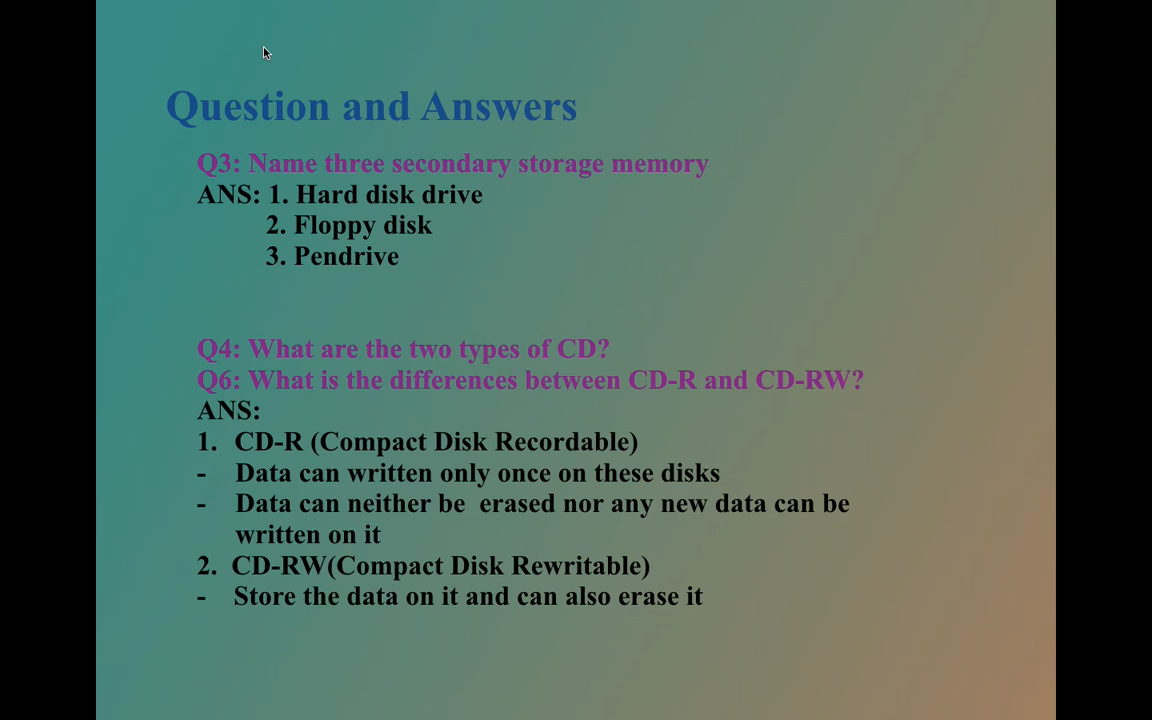 Question and Answers
Q3: Name three secondary storage memory
ANS: 1. Hard disk drive
2. Floppy disk
3. Pendrive
Q4: What are the two types of CD?
Q6: What is the differences between CD-R and CD-RW?
ANS:
1. CD-R (Compact Disk Recordable)
- Data can written only once on these disks
- Data can neither be erased nor any new data can be
written on it
2. CD-RW(Compact Disk Rewritable)
- Store the data on it and can also erase it